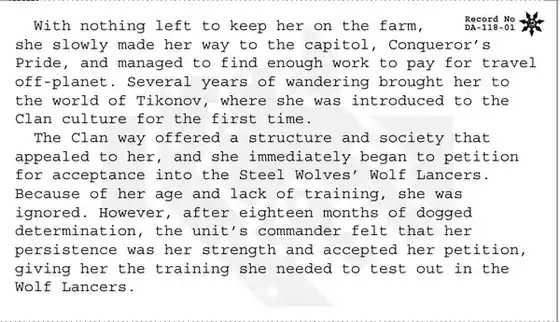 Record No
DA-118-01
With nothing left to keep her on the farm,
she slowly made her way to the capitol, Conqueror’s
Pride, and managed to find enough work to pay for travel
off-planet. Several years of wandering brought her to
the world of Tikonov, where she was introduced to the
Clan culture for the first time.
The Clan way offered a structure and society that
appealed to her, and she immediately began to petition
for acceptance into the Steel Wolves’ Wolf Lancers.
Because of her age and lack of training, she was
ignored. However, after eighteen months of dogged
determination, the unit’s commander felt that her
persistence was her strength and accepted her petition,
giving her the training she needed to test out in the
Wolf Lancers.